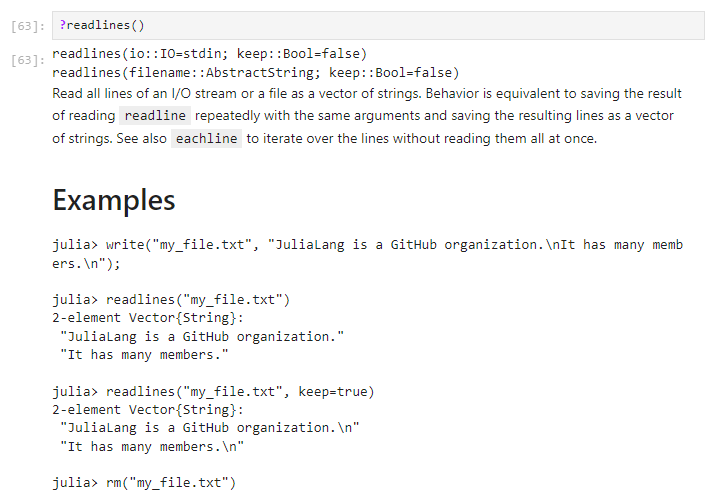 [63]: ?readlines()
[63]: readlines(io::IO=stdin; keep::Bool=false)
readlines(filename::AbstractString; keep::Bool=false)
Read all lines of an I/O stream or a file as a vector of strings. Behavior is equivalent to saving the result
of reading readline repeatedly with the same arguments and saving the resulting lines as a vector
of strings. See also eachline to iterate over the lines without reading them all at once.
Examples
julia> write("my_file.txt", "JuliaLang is a GitHub organization.\nIt has many memb
ers.\n");
julia> readlines("my_file.txt")
2-element Vector{String}:
"JuliaLang is a GitHub organization."
"It has many members."
julia> readlines("my_file.txt", keep=true)
2-element Vector{String}:
"JuliaLang is a GitHub organization.\n"
"It has many members.\n"
julia> rm("my_file.txt")